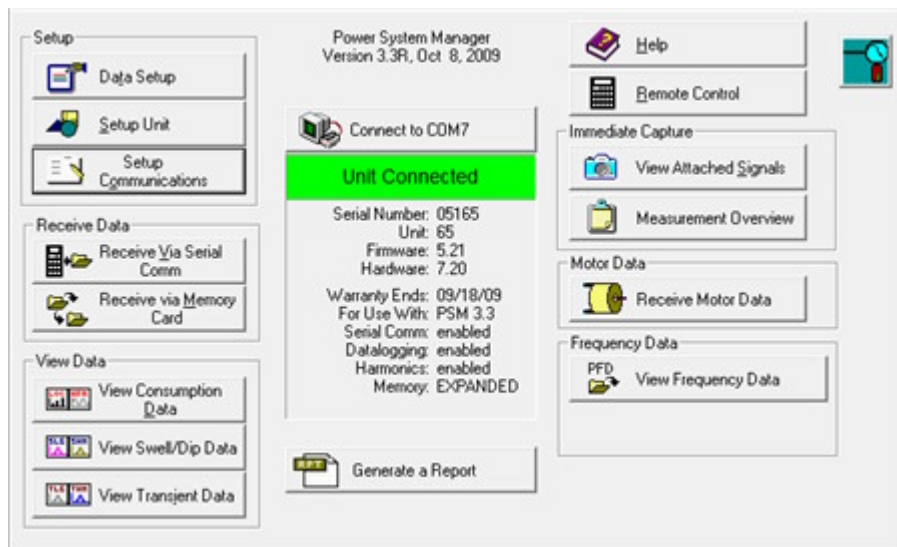 Setup
Data Setup
Setup Unit
Setup
Communications
Receive Data
Receive Via Serial
Comm
Receive via Memory
Card
View Data
View Consumption
Data
View Swell/Dip Data
View Transient Data
Power System Manager
Version 3.3R, Oct 8, 2009
Connect to COM7
Unit Connected
Serial Number: 05165
Unit: 65
Firmware: 5.21
Hardware: 7.20
Warranty Ends: 09/18/09
For Use With: PSM 3.3
Serial Comm: enabled
Datalogging: enabled
Harmonics: enabled
Memory: EXPANDED
Generate a Report
Help
Remote Control
Immediate Capture
View Attached Signals
Measurement Overview
Motor Data
Receive Motor Data
Frequency Data
PFD
View Frequency Data